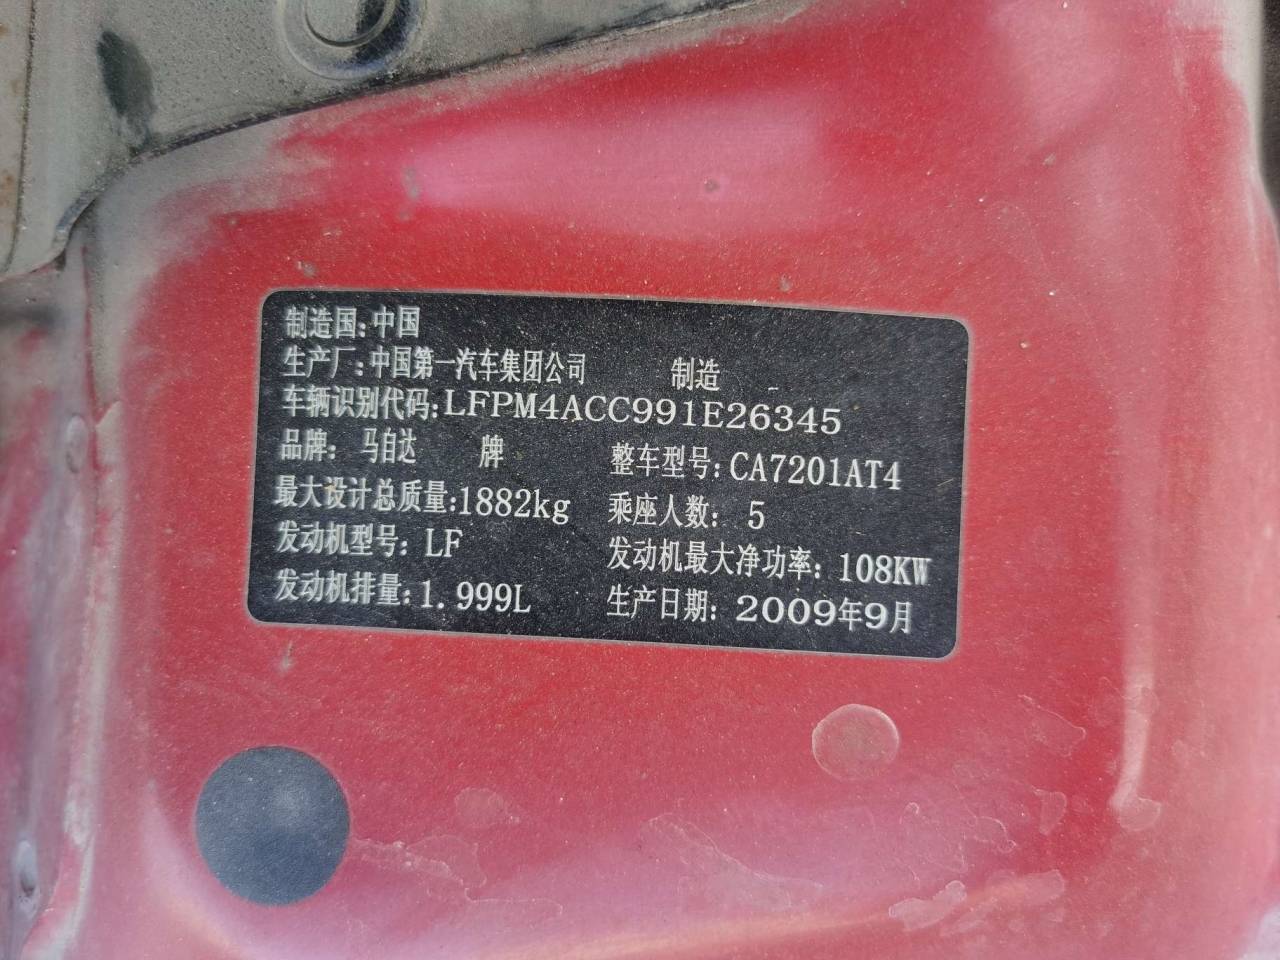 制造国:中国
生产厂:中国第一汽车集团公司 制造
车辆识别代码:LFPM4ACC991E26345
品牌: 马自达 牌 整车型号:CA7201AT4
最大设计总质量:1882kg 乘座人数: 5
发动机型号: LF 发动机最大净功率: 108KW
发动机排量:1.999L 生产日期: 2009年9月